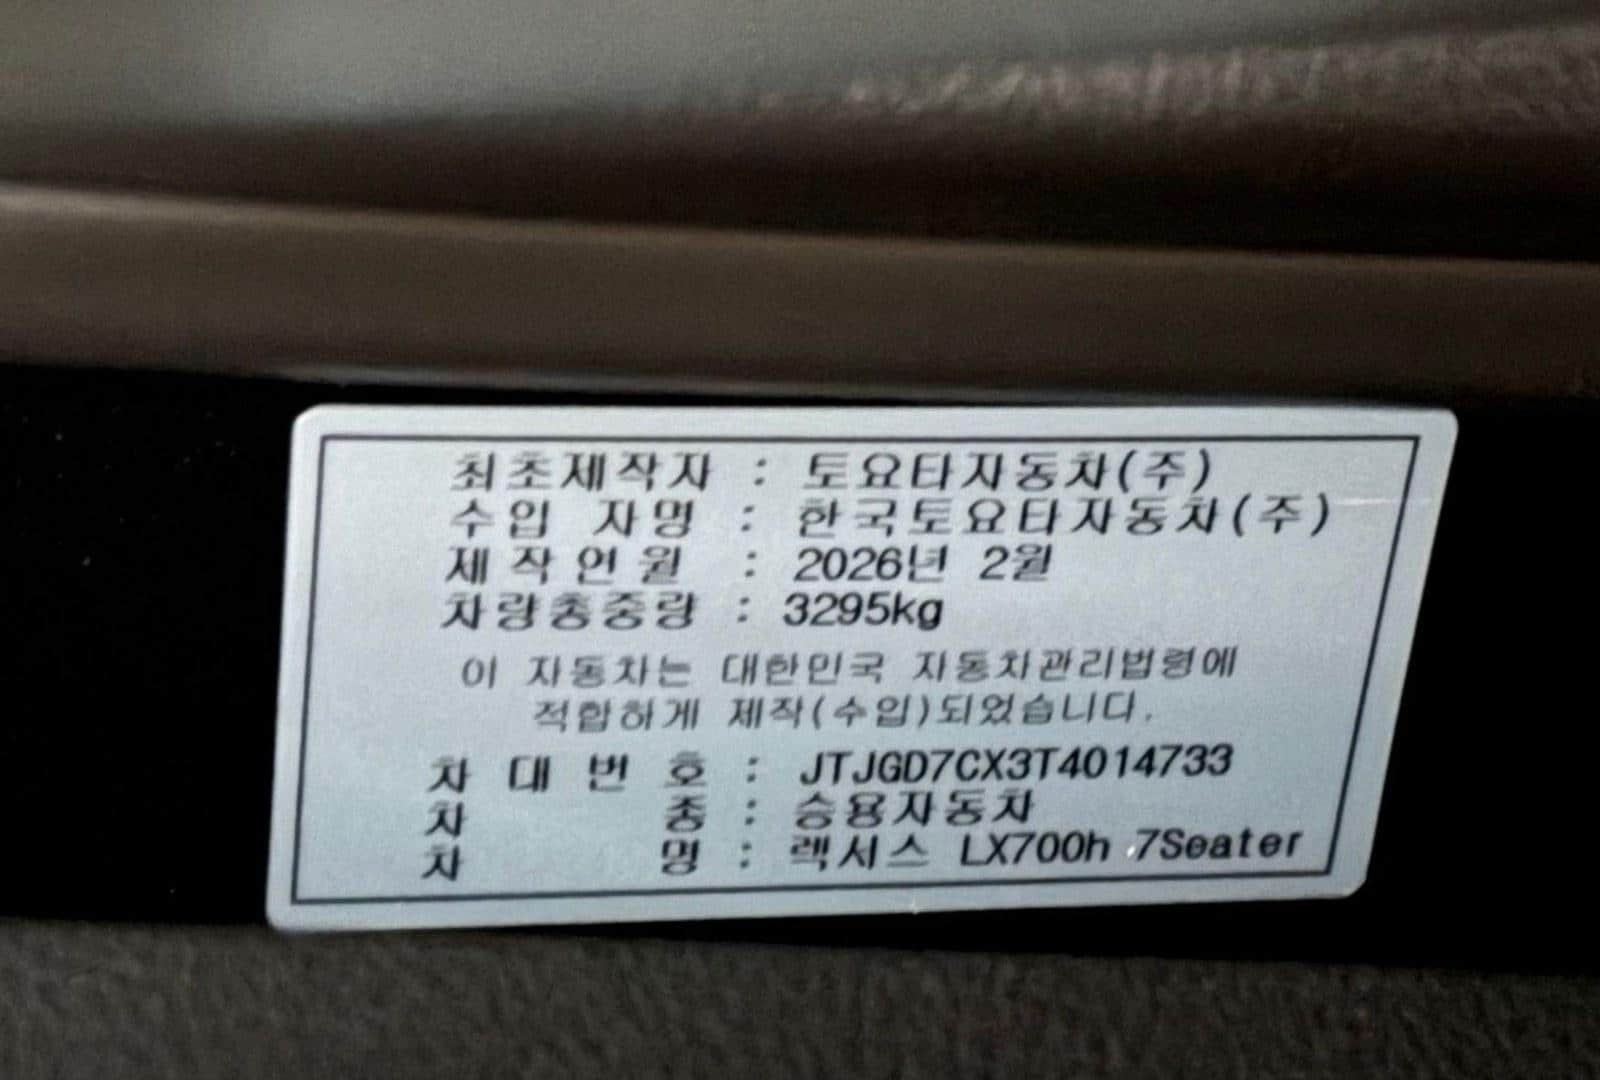 최초제작자 : 토요타자동차(주)
수입 자명 : 한국토요타자동차(주)
제작연월 : 2026년 2월
차량총중량 : 3295kg
이 자동차는 대한민국 자동차관리법령에
적합하게 제작(수입)되었습니다.
차대번호 : JTJGD7CX3T4014733
차종 : 승용자동차
차명 : 렉서스 LX700h 7Seater